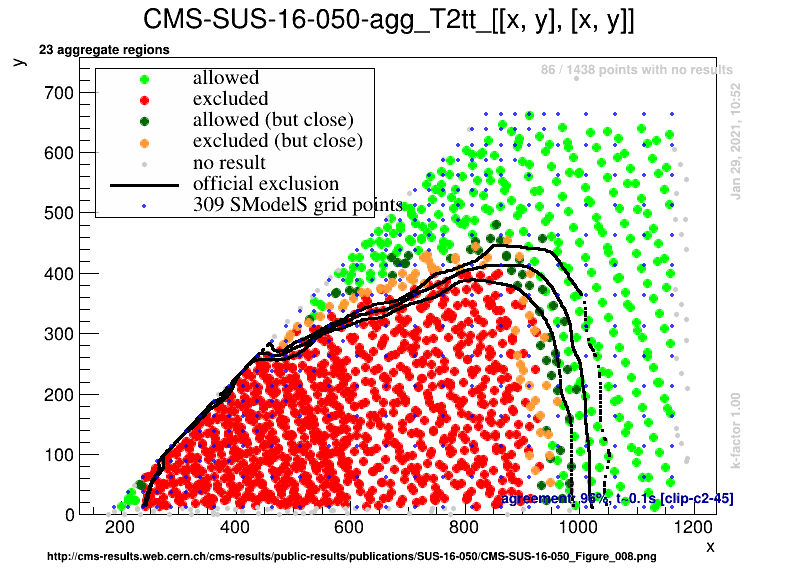 CMS-SUS-16-050-agg_T2tt_[[x, y], [x, y]]
23 aggregate regions
y
86 / 1438 points with no results
allowed
excluded
allowed (but close)
excluded (but close)
no result
official exclusion
309 SModelS grid points
Jan 29, 2021, 10:52
k-factor 1.00
700
600
500
400
300
200
100
0
agreement: 96%, t~0.1s [clip-c2-45]
200
400
600
800
1000
1200
x
http://cms-results.web.cern.ch/cms-results/public-results/publications/SUS-16-050/CMS-SUS-16-050_Figure_008.png